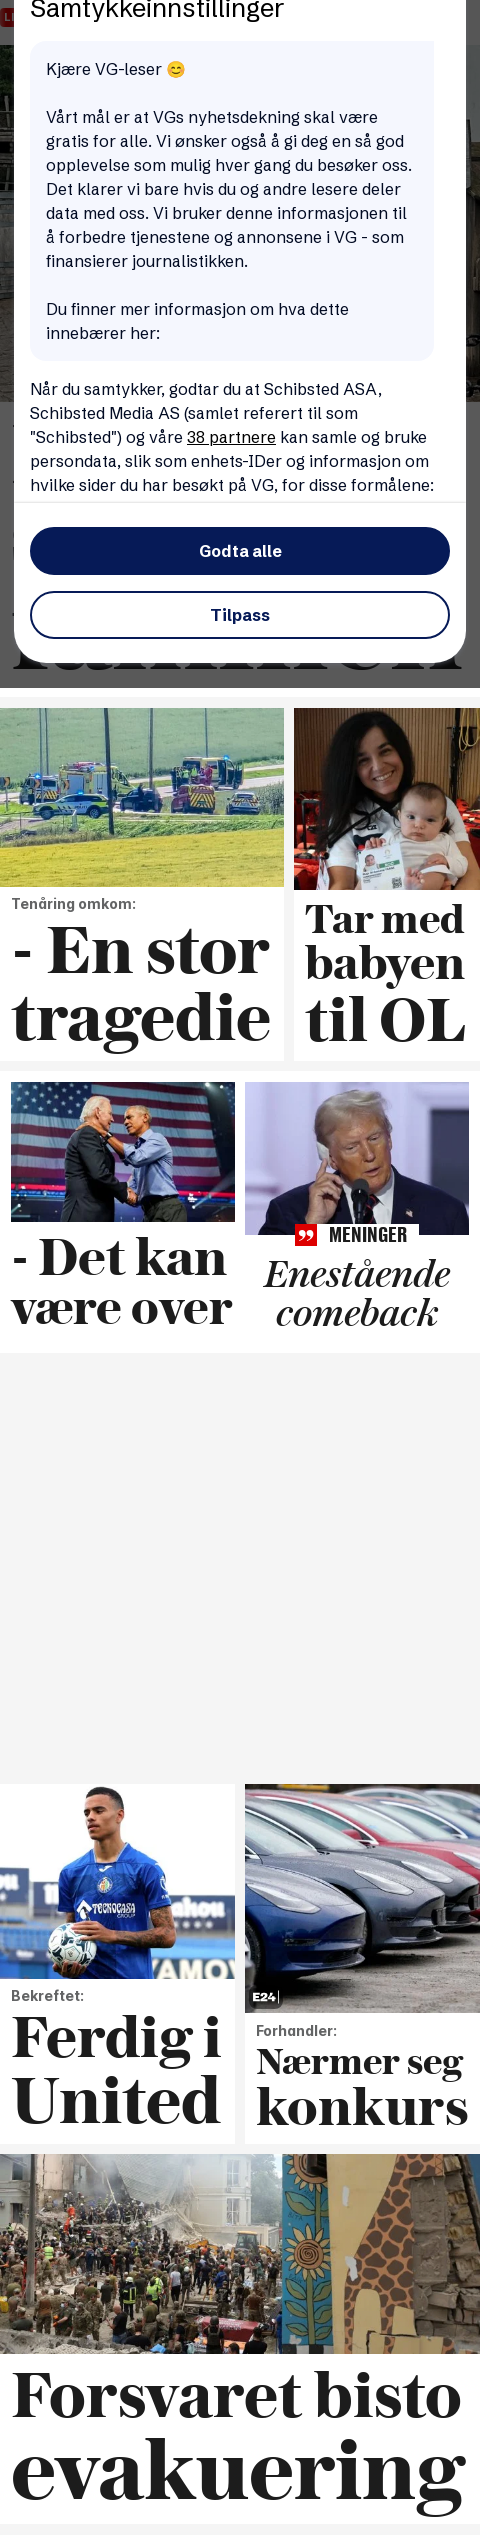 Samtykkeinnstillinger
Kjære VG-leser 😊
Vårt mål er at VGs nyhetsdekning skal være
gratis for alle. Vi ønsker også å gi deg en så god
opplevelse som mulig hver gang du besøker oss.
Det klarer vi bare hvis du og andre lesere deler
data med oss. Vi bruker denne informasjonen til
å forbedre tjenestene og annonsene i VG - som
finansierer journalistikken.
Du finner mer informasjon om hva dette
innebærer her:
Når du samtykker, godtar du at Schibsted ASA,
Schibsted Media AS (samlet referert til som
"Schibsted") og våre 38 partnere kan samle og bruke
persondata, slik som enhets-IDer og informasjon om
hvilke sider du har besøkt på VG, for disse formålene:
Godta alle
Tilpass
Tenåring omkom:
- En stor
tragedie
Tar med
babyen
til OL
- Det kan
være over
MENINGER
Enestående
comeback
TECNOCASA
GROUP
Bekreftet:
Ferdig i
United
E24
Forhandler:
Nærmer seg
konkurs
Forsvaret bisto
evakuering